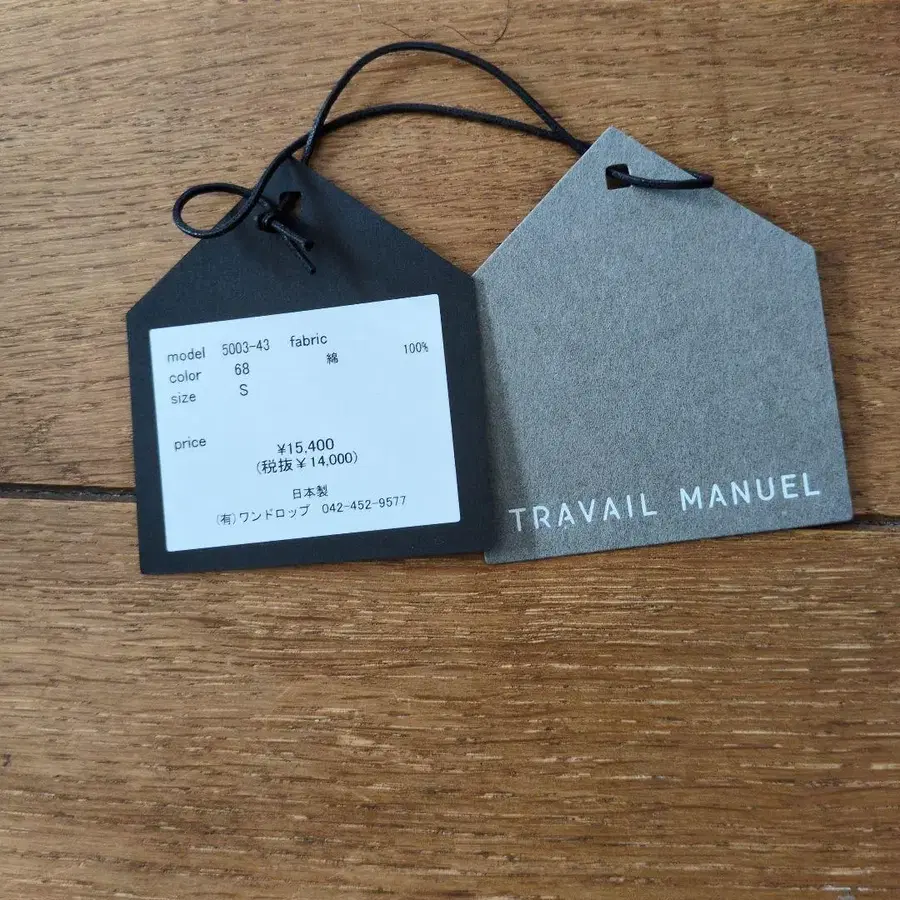 model 5003-43 fabric
color 68 綿 100%
size S
price ¥15,400
(税抜¥14,000)
日本製
(有)ワンドロップ 042-452-9577
TRAVAIL MANUEL